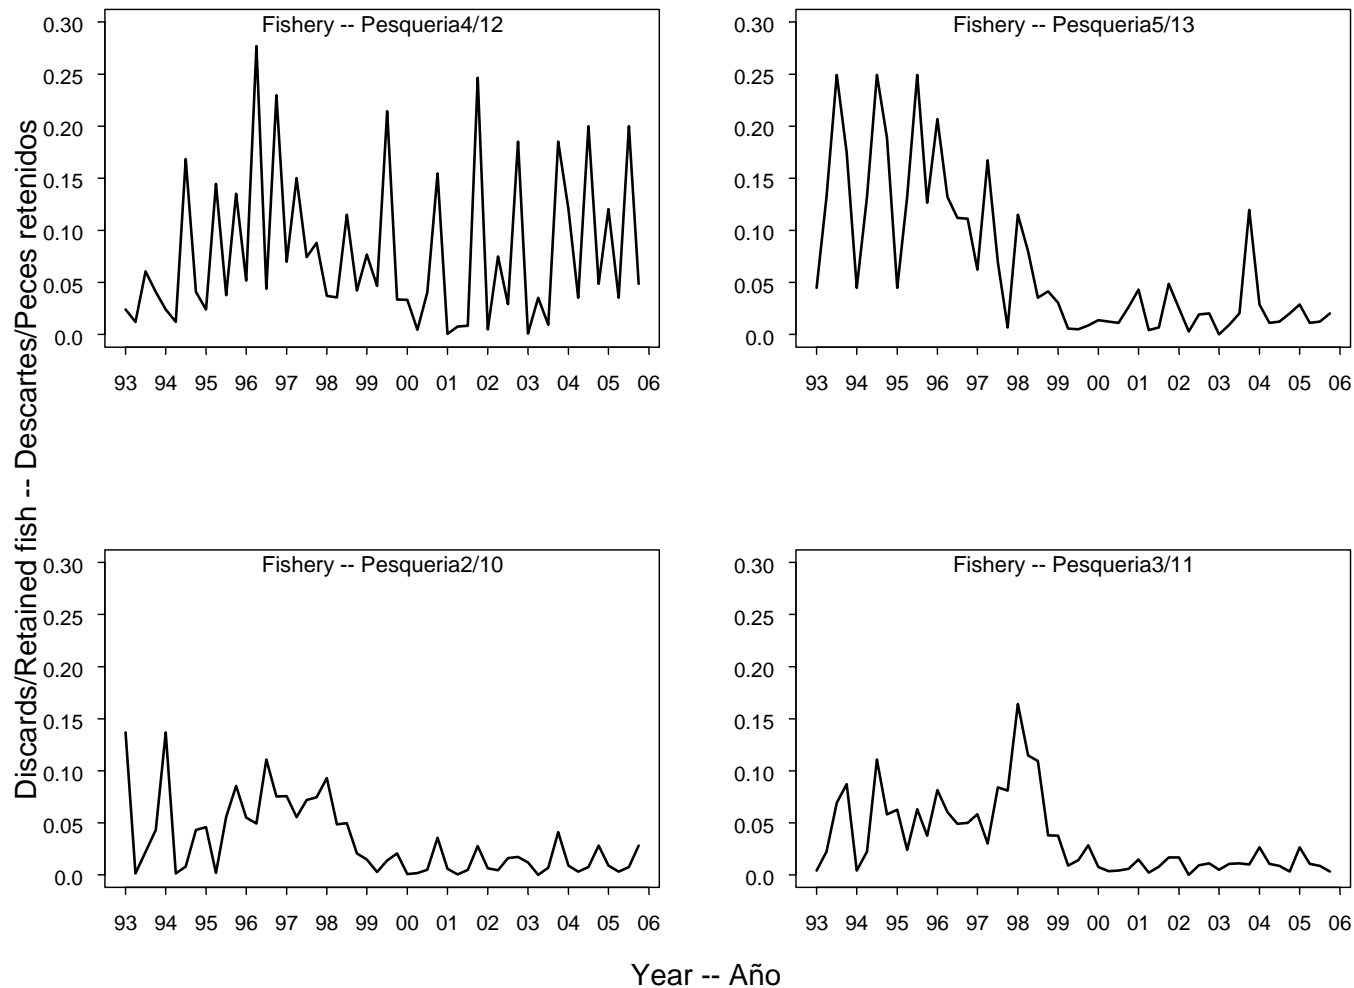 Discards/Retained fish -- Descartes/Peces retenidos
Fishery -- Pesqueria4/12
0.30
0.25
0.20
0.15
0.10
0.05
0.0
93 94 95 96 97 98 99 00 01 02 03 04 05 06
Fishery -- Pesqueria5/13
0.30
0.25
0.20
0.15
0.10
0.05
0.0
93 94 95 96 97 98 99 00 01 02 03 04 05 06
Fishery -- Pesqueria2/10
0.30
0.25
0.20
0.15
0.10
0.05
0.0
93 94 95 96 97 98 99 00 01 02 03 04 05 06
Fishery -- Pesqueria3/11
0.30
0.25
0.20
0.15
0.10
0.05
0.0
93 94 95 96 97 98 99 00 01 02 03 04 05 06
Year -- Año